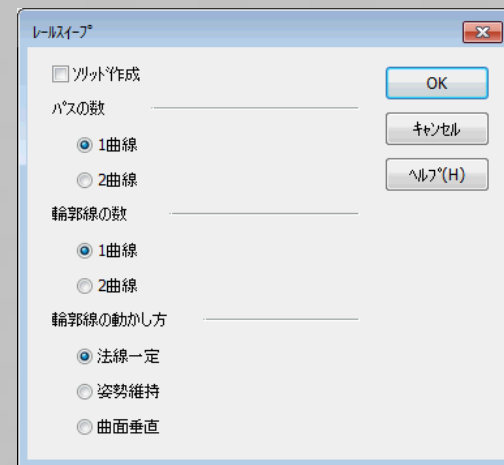 ﾚｰﾙｽｲｰﾌﾟ
ｿﾘｯﾄﾞ作成
OK
ﾊﾟｽの数
ｷｬﾝｾﾙ
1曲線
ﾍﾙﾌﾟ(H)
2曲線
輪郭線の数
1曲線
2曲線
輪郭線の動かし方
法線一定
姿勢維持
曲面垂直